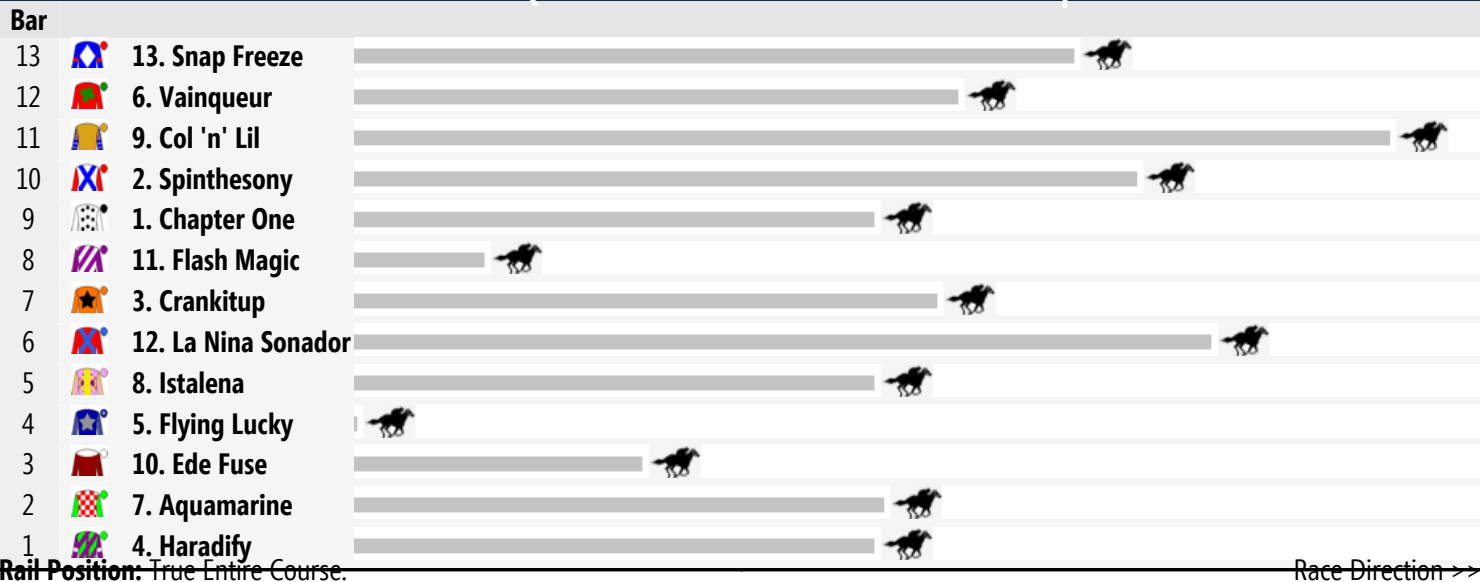 Bar
13 13. Snap Freeze
12 6. Vainqueur
11 9. Col 'n' Lil
10 2. Spinthesony
9 1. Chapter One
8 11. Flash Magic
7 3. Crankitup
6 12. La Nina Sonador
5 8. Istalena
4 5. Flying Lucky
3 10. Ede Fuse
2 7. Aquamarine
1 4. Haradify
Rail Position: True Entire Course. Race Direction >>